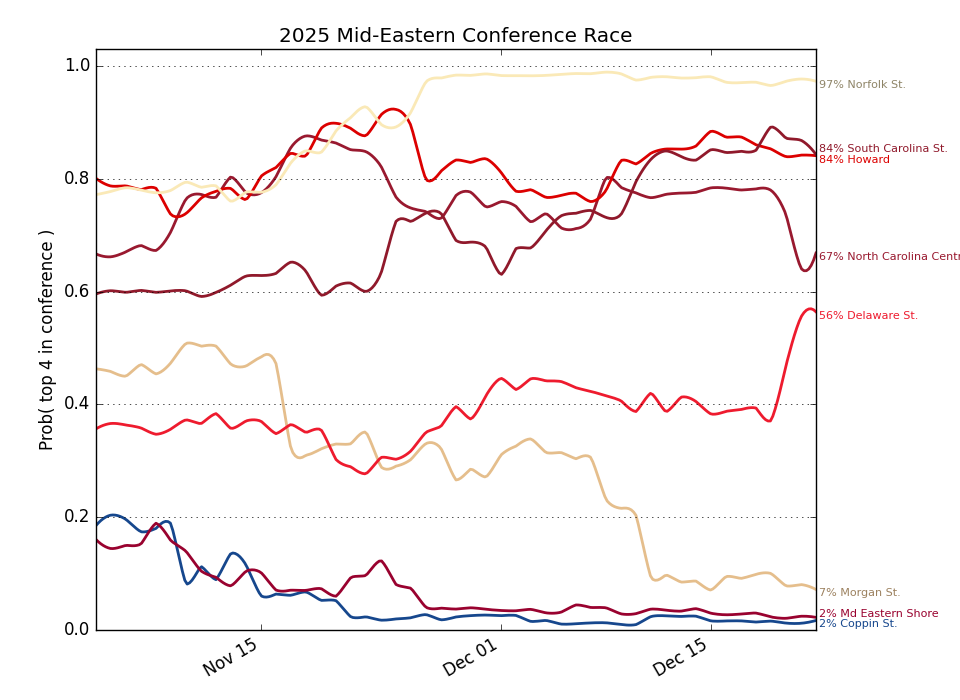 2025 Mid-Eastern Conference Race
Prob( top 4 in conference )
1.0
0.8
0.6
0.4
0.2
0.0
Nov 15
Dec 01
Dec 15
97% Norfolk St.
84% South Carolina St.
84% Howard
67% North Carolina Centr
56% Delaware St.
7% Morgan St.
2% Md Eastern Shore
2% Coppin St.